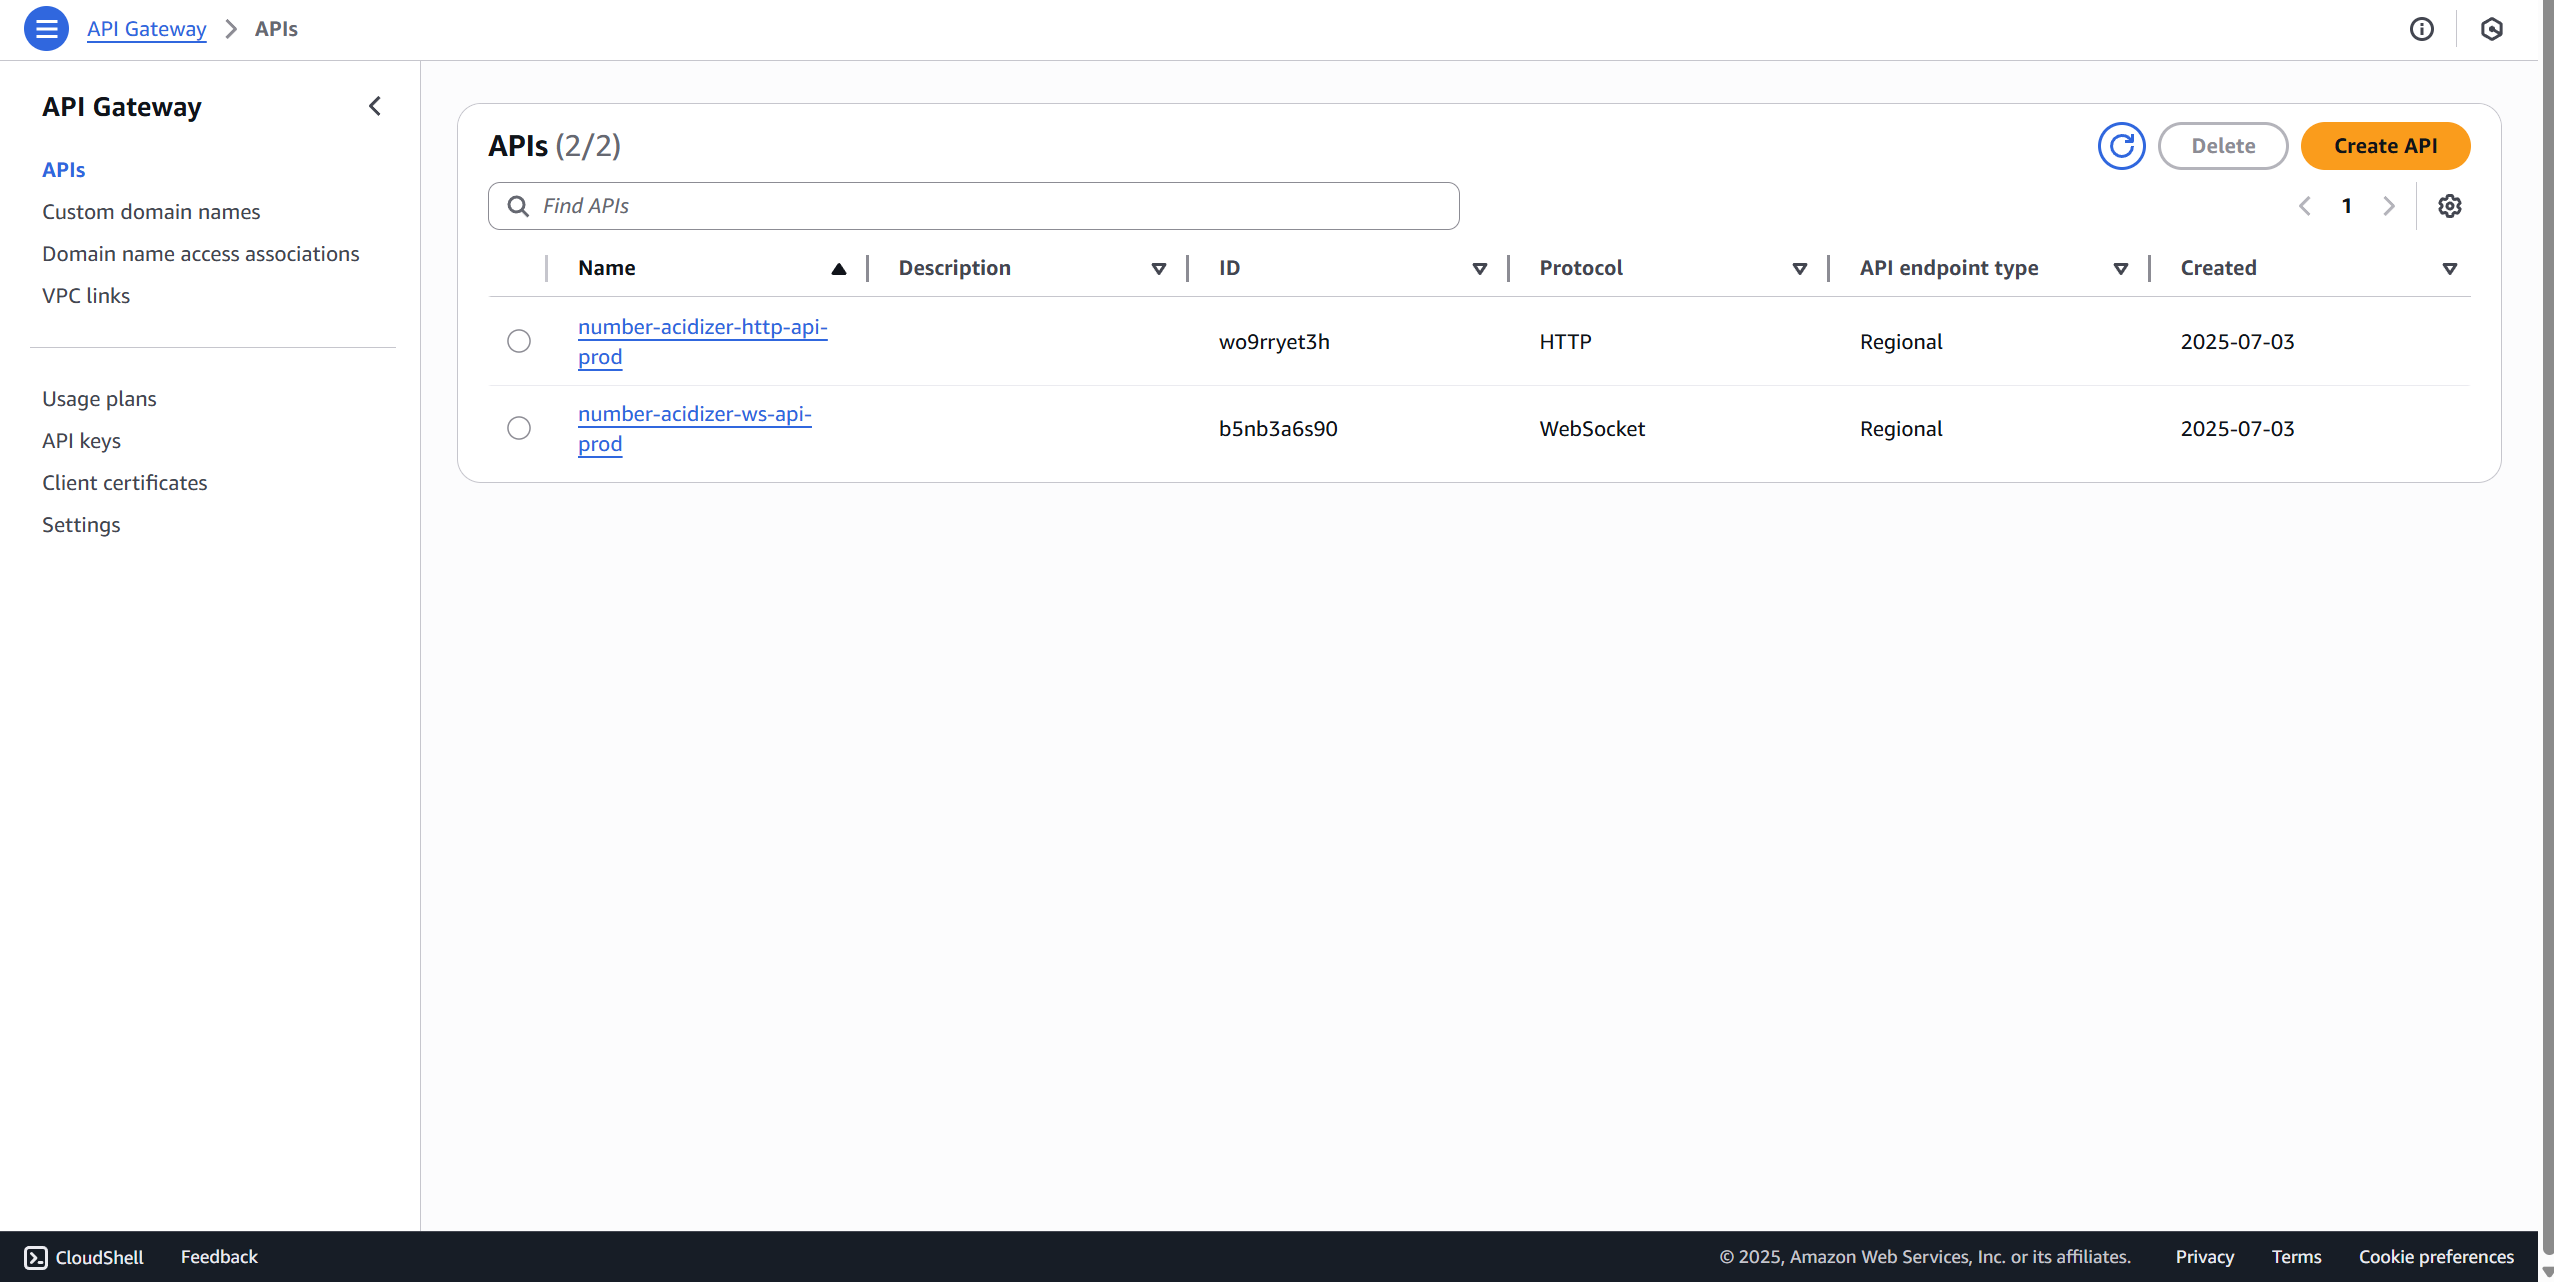 API Gateway > APIs
API Gateway
APIs
Custom domain names
Domain name access associations
VPC links
Usage plans
API keys
Client certificates
Settings
APIs (2/2)
Delete
Create API
Find APIs
1
Name Description ID Protocol API endpoint type Created
number-acidizer-http-api-
prod
wo9rryet3h HTTP Regional 2025-07-03
number-acidizer-ws-api-
prod
b5nb3a6s90 WebSocket Regional 2025-07-03
CloudShell Feedback © 2025, Amazon Web Services, Inc. or its affiliates. Privacy Terms Cookie preferences